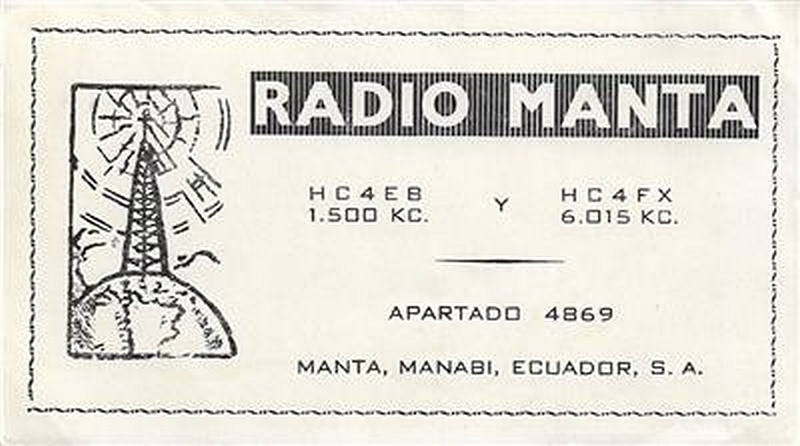 RADIO MANTA
HC4EB Y HC4FX
1.500 KC. 6.015 KC.
APARTADO 4869
MANTA, MANABI, ECUADOR, S. A.